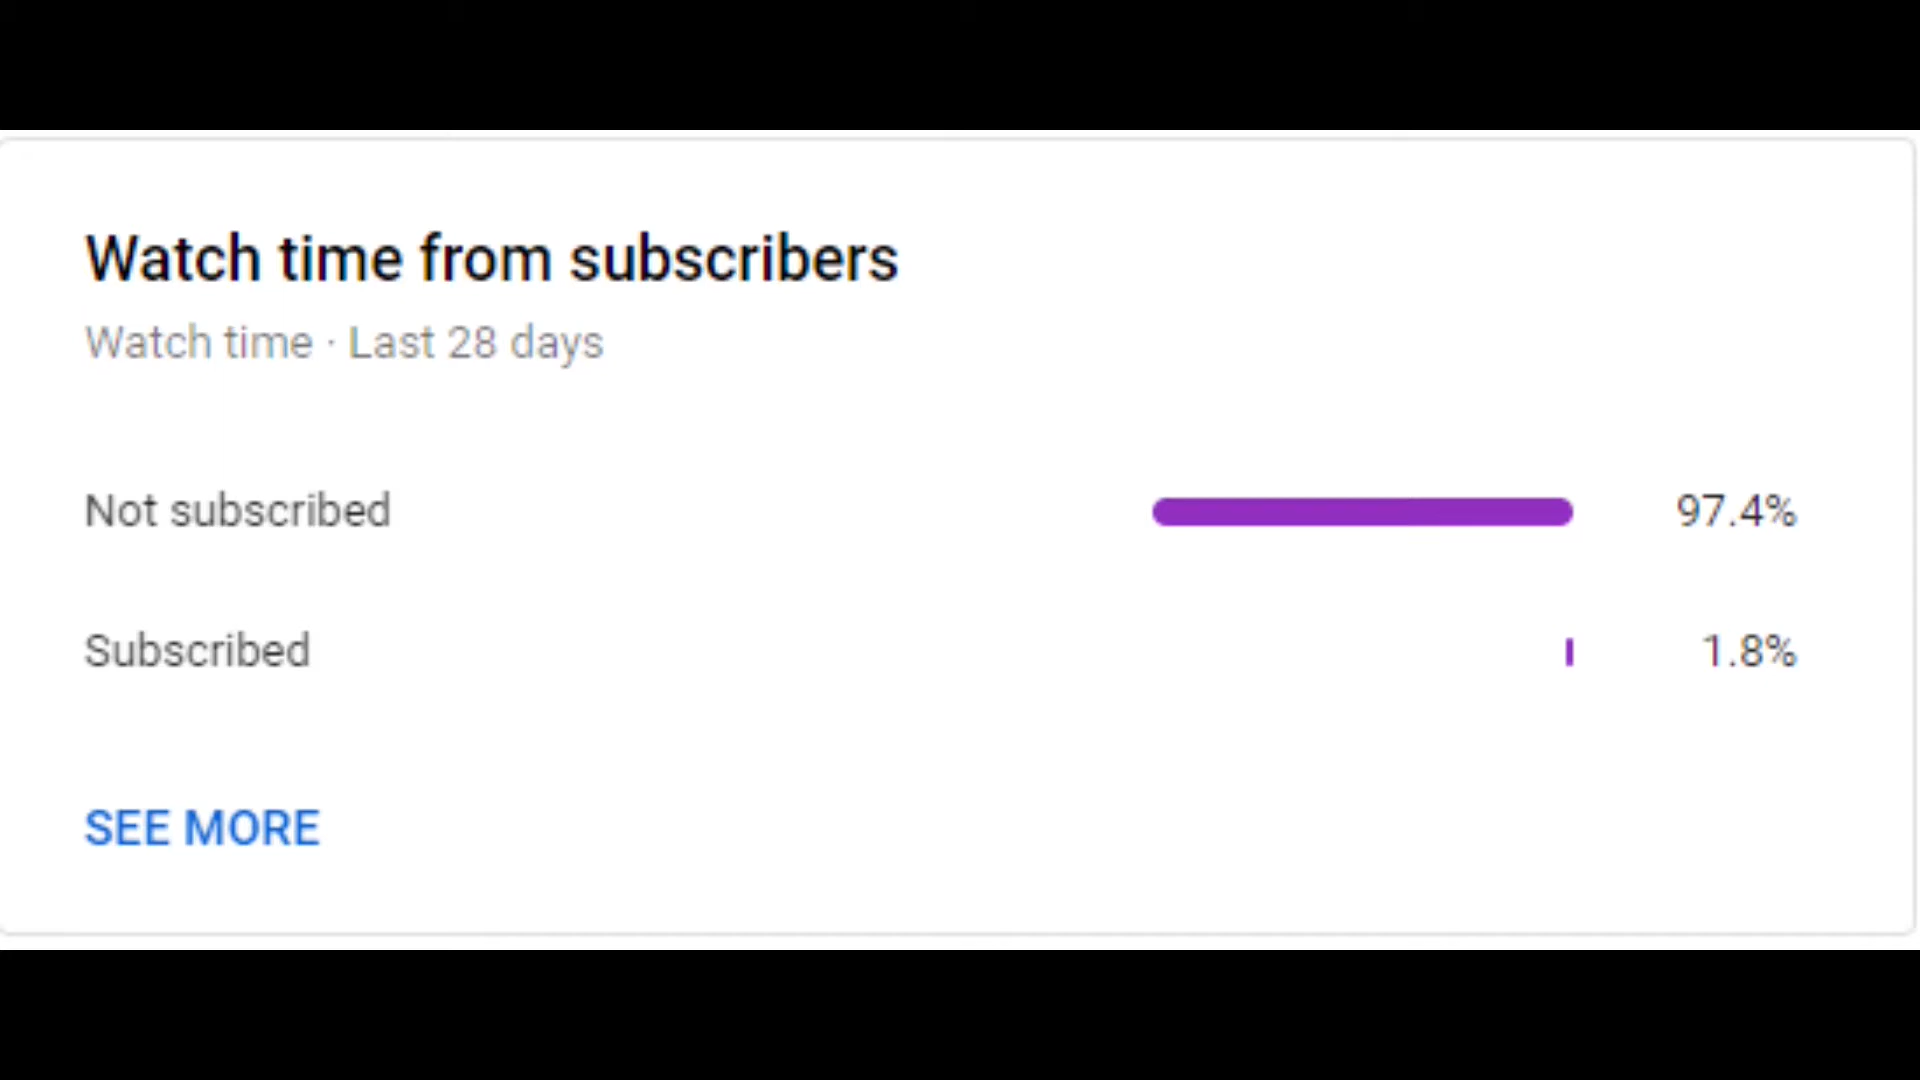 Watch time from subscribers
Watch time · Last 28 days
Not subscribed 97.4%
Subscribed 1.8%
SEE MORE